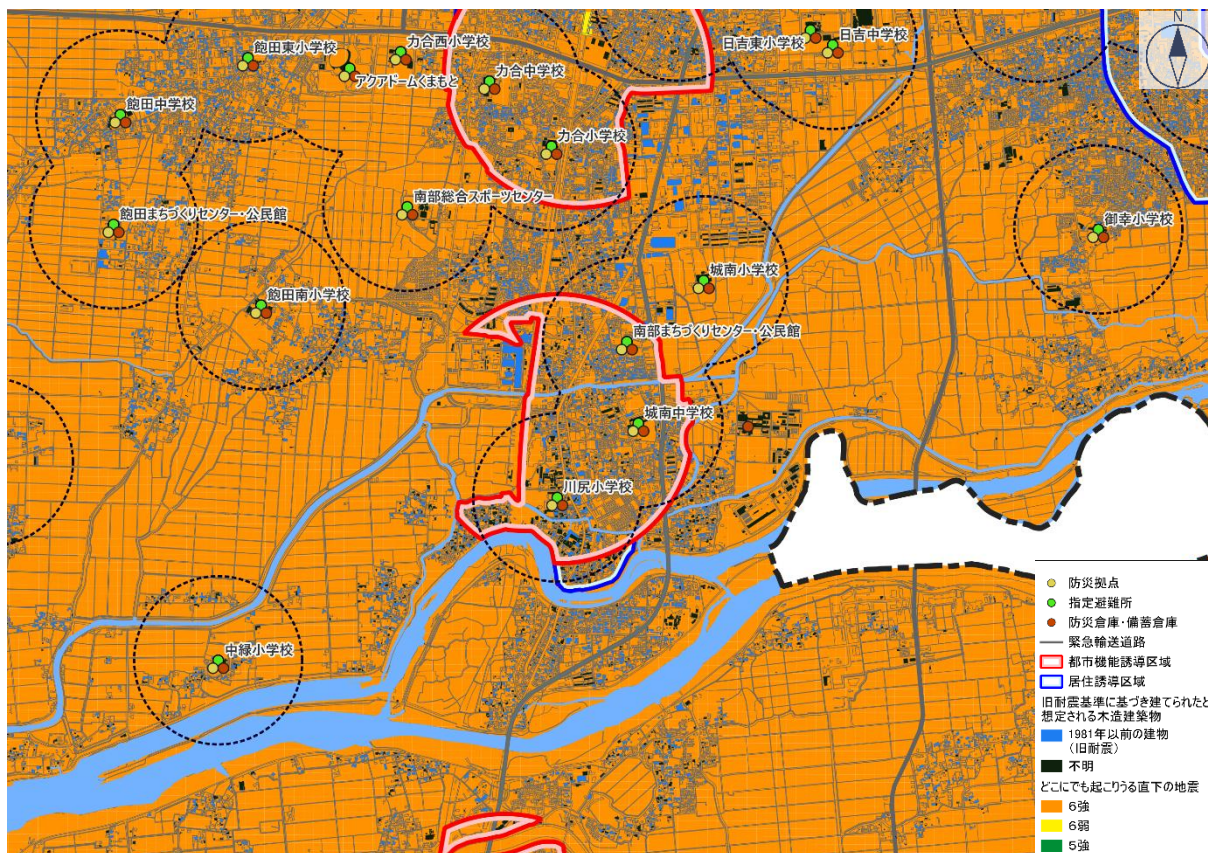 N
日吉東小学校
日吉中学校
飽田東小学校
力合西小学校
アクアドームくまもと
力合中学校
飽田中学校
力合小学校
南部総合スポーツセンター
飽田まちづくりセンター・公民館
御幸小学校
城南小学校
飽田南小学校
南部まちづくりセンター・公民館
城南中学校
川尻小学校
中緑小学校
防災拠点
指定避難所
防災倉庫・備蓄倉庫
緊急輸送道路
都市機能誘導区域
居住誘導区域
旧耐震基準に基づき建てられたと
想定される木造建築物
1981年以前の建物
（旧耐震）
不明
どこにでも起こりうる直下の地震
6強
6弱
5強